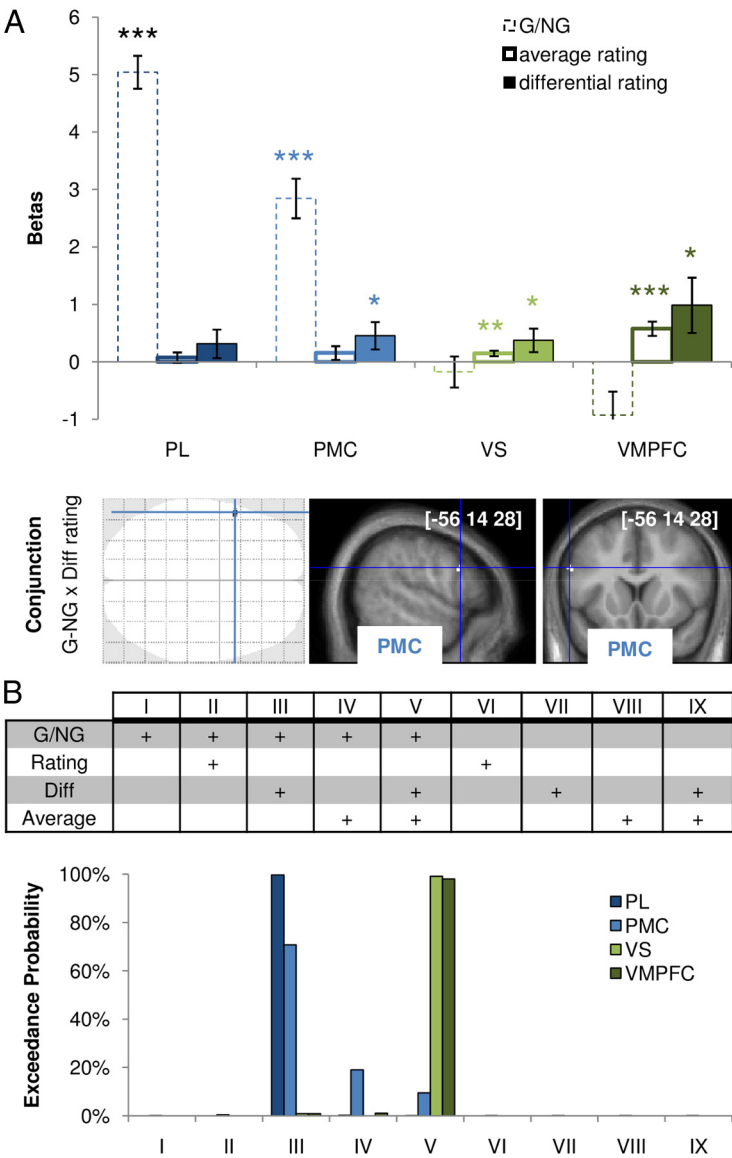 A
6
5
4
3
2
1
0
-1
Betas
G/NG
average rating
differential rating
***
***
*
**
*
***
*
PL PMC VS VMPFC
Conjunction
G-NG x Diff rating
[-56 14 28]
PMC
[-56 14 28]
PMC
B
I II III IV V VI VII VIII IX
G/NG + + + + +
Rating + +
Diff + + + +
Average + + + +
Exceedance Probability
100%
80%
60%
40%
20%
0%
PL
PMC
VS
VMPFC
I II III IV V VI VII VIII IX